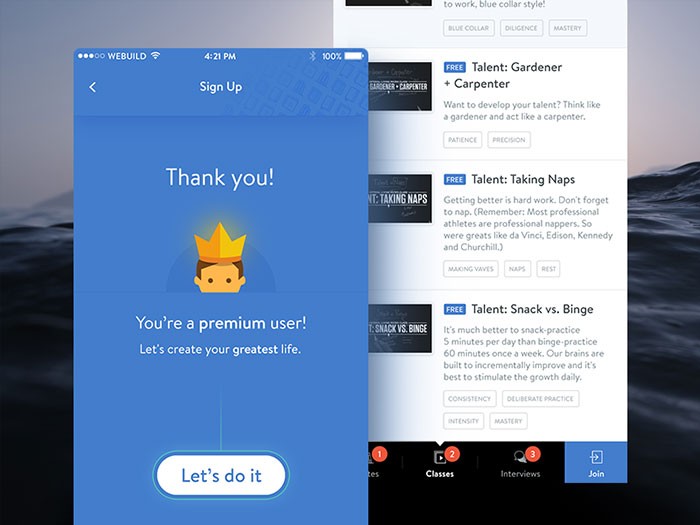 WEBUILD
4:21 PM
100%
Sign Up
Thank you!
You're a premium user!
Let's create your greatest life.
Let's do it
to work, blue collar style!
BLUE COLLAR
DILIGENCE
MASTERY
GARDENER + CARPENTER
FREE Talent: Gardener
+ Carpenter
Want to develop your talent? Think like
a gardener and act like a carpenter.
PATIENCE
PRECISION
NT: TAKING NAPS
FREE Talent: Taking Naps
Getting better is hard work. Don't forget
to nap. (Remember: Most professional
athletes are professional nappers. So
were greats like da Vinci, Edison, Kennedy
and Churchill.)
MAKING VAVES
NAPS
REST
T: SNACK VS. BINGE
FREE Talent: Snack vs. Binge
It's much better to snack-practice
5 minutes per day than binge-practice
60 minutes once a week. Our brains are
built to incrementally improve and it's
best to stimulate the growth daily.
CONSISTENCY
DELIBERATE PRACTICE
INTENSITY
MASTERY
1
2
3
tes
Classes
Interviews
Join